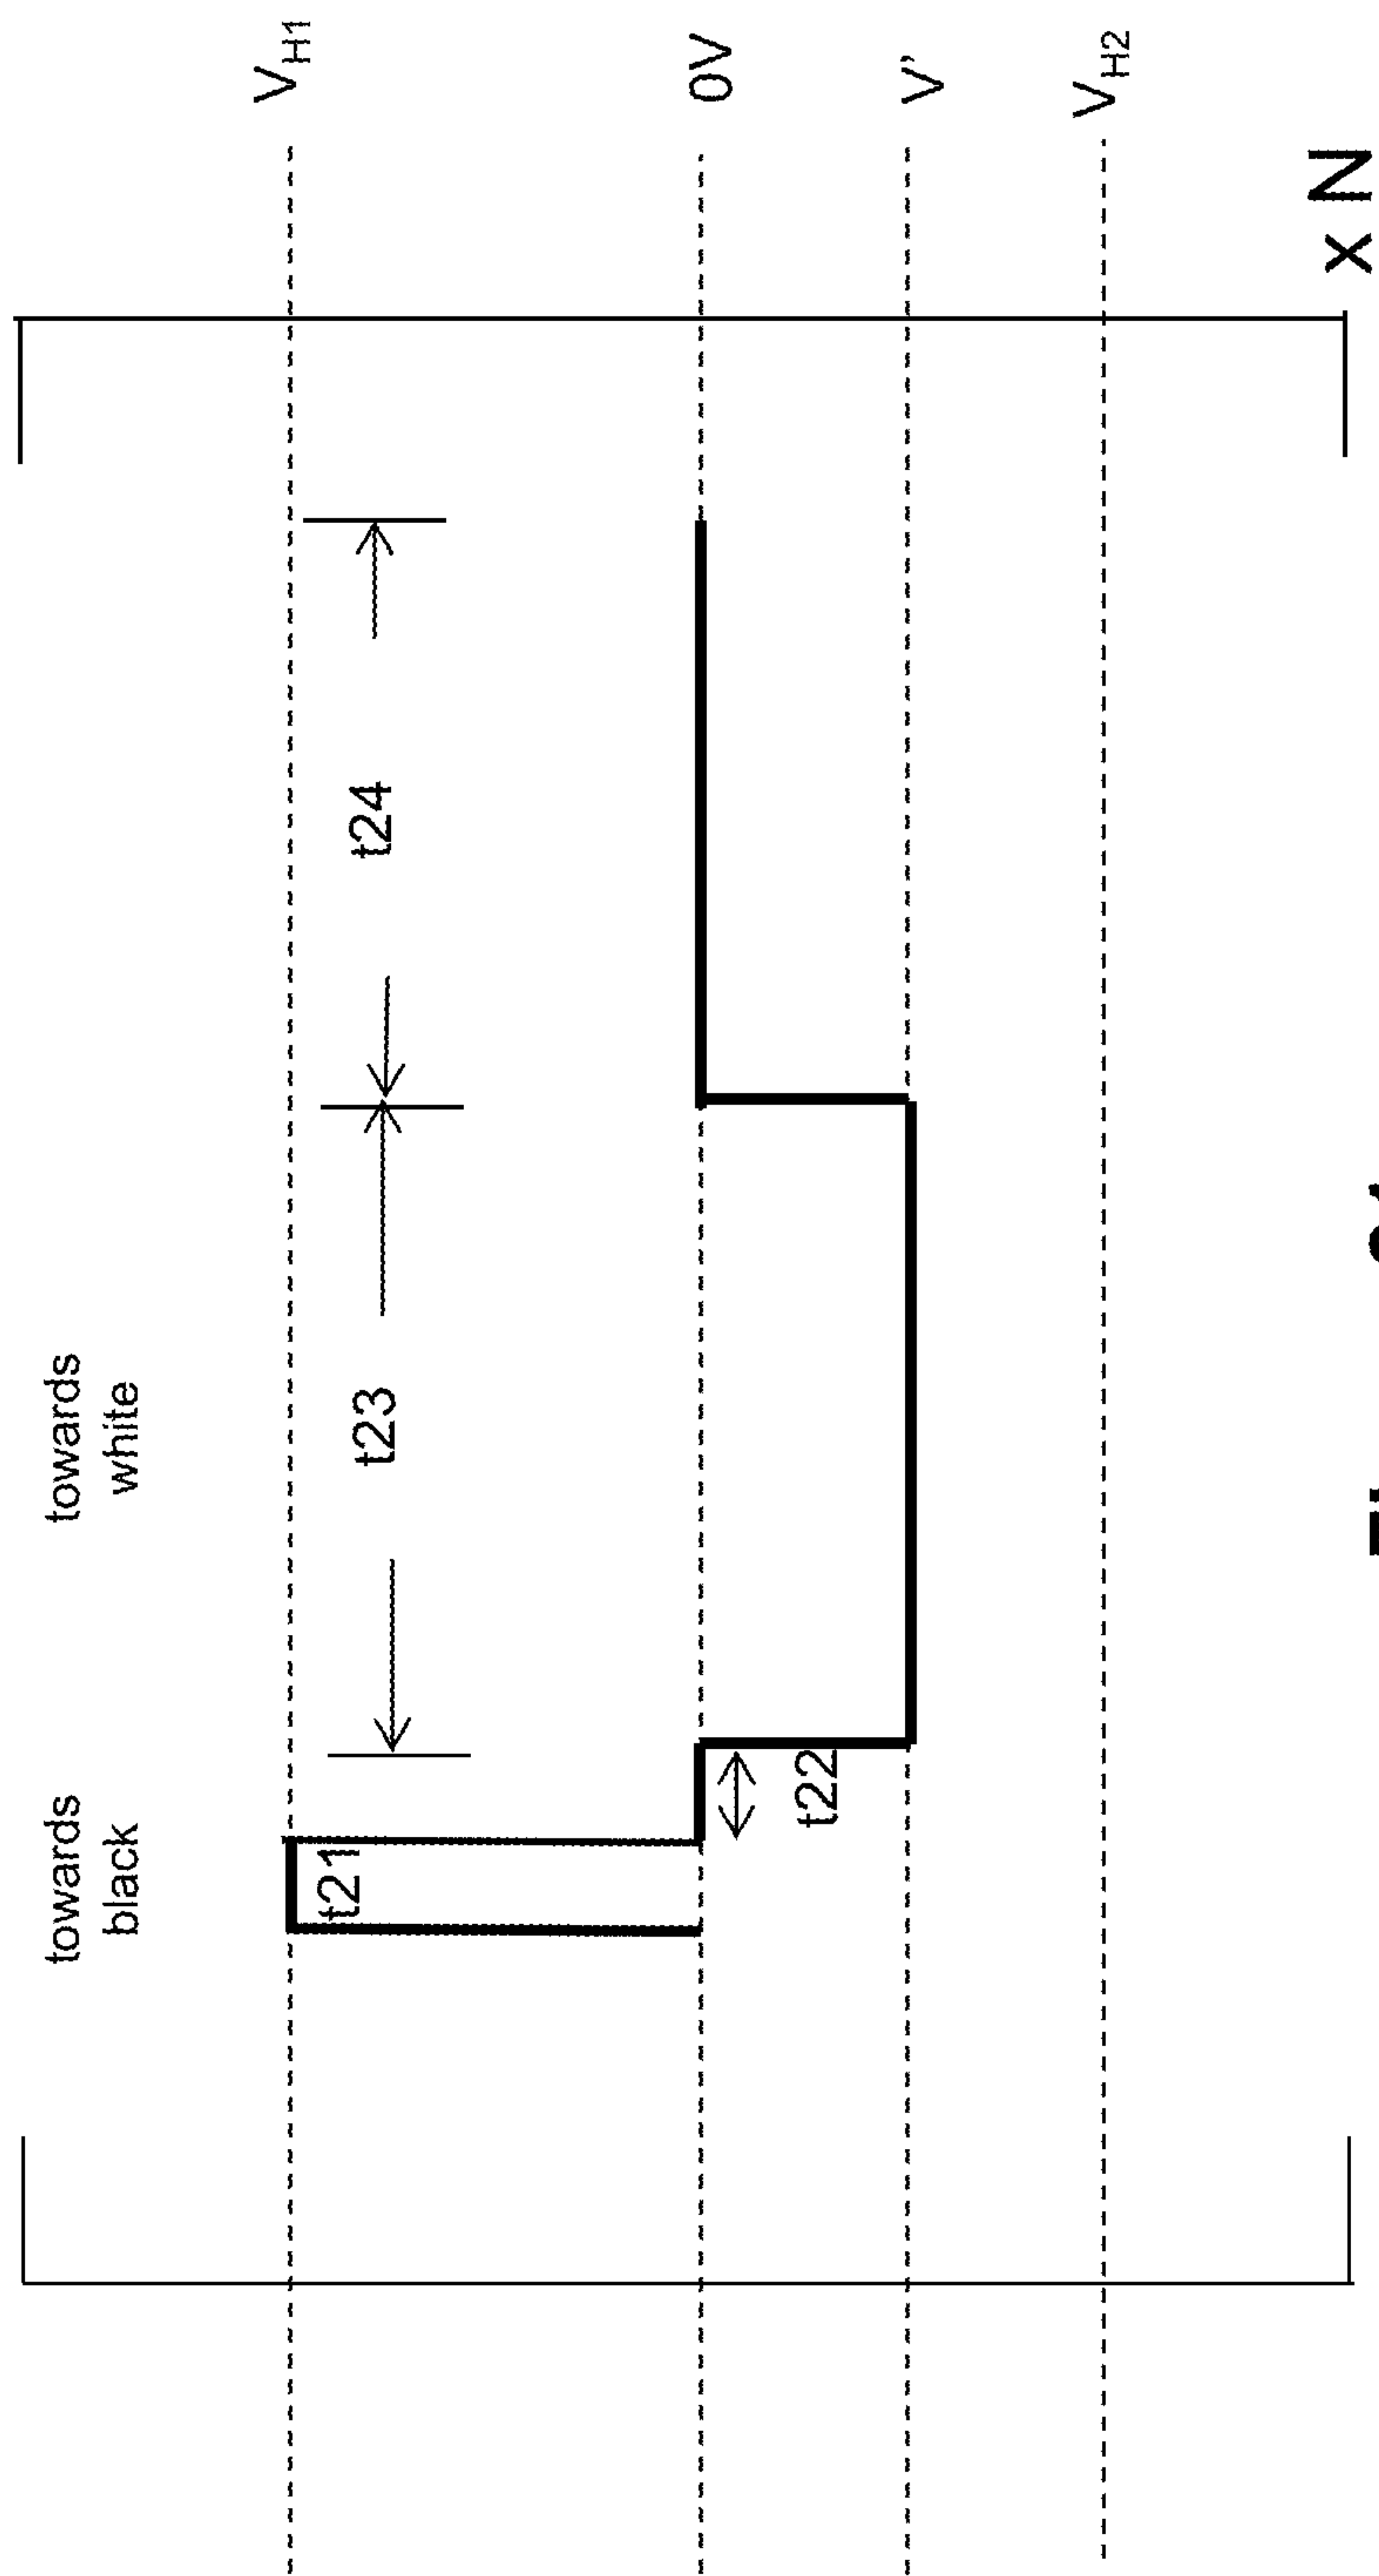 towards
black
towards
white
V_H1
t21
t23
t24
0V
t22
V’
V_H2
x N